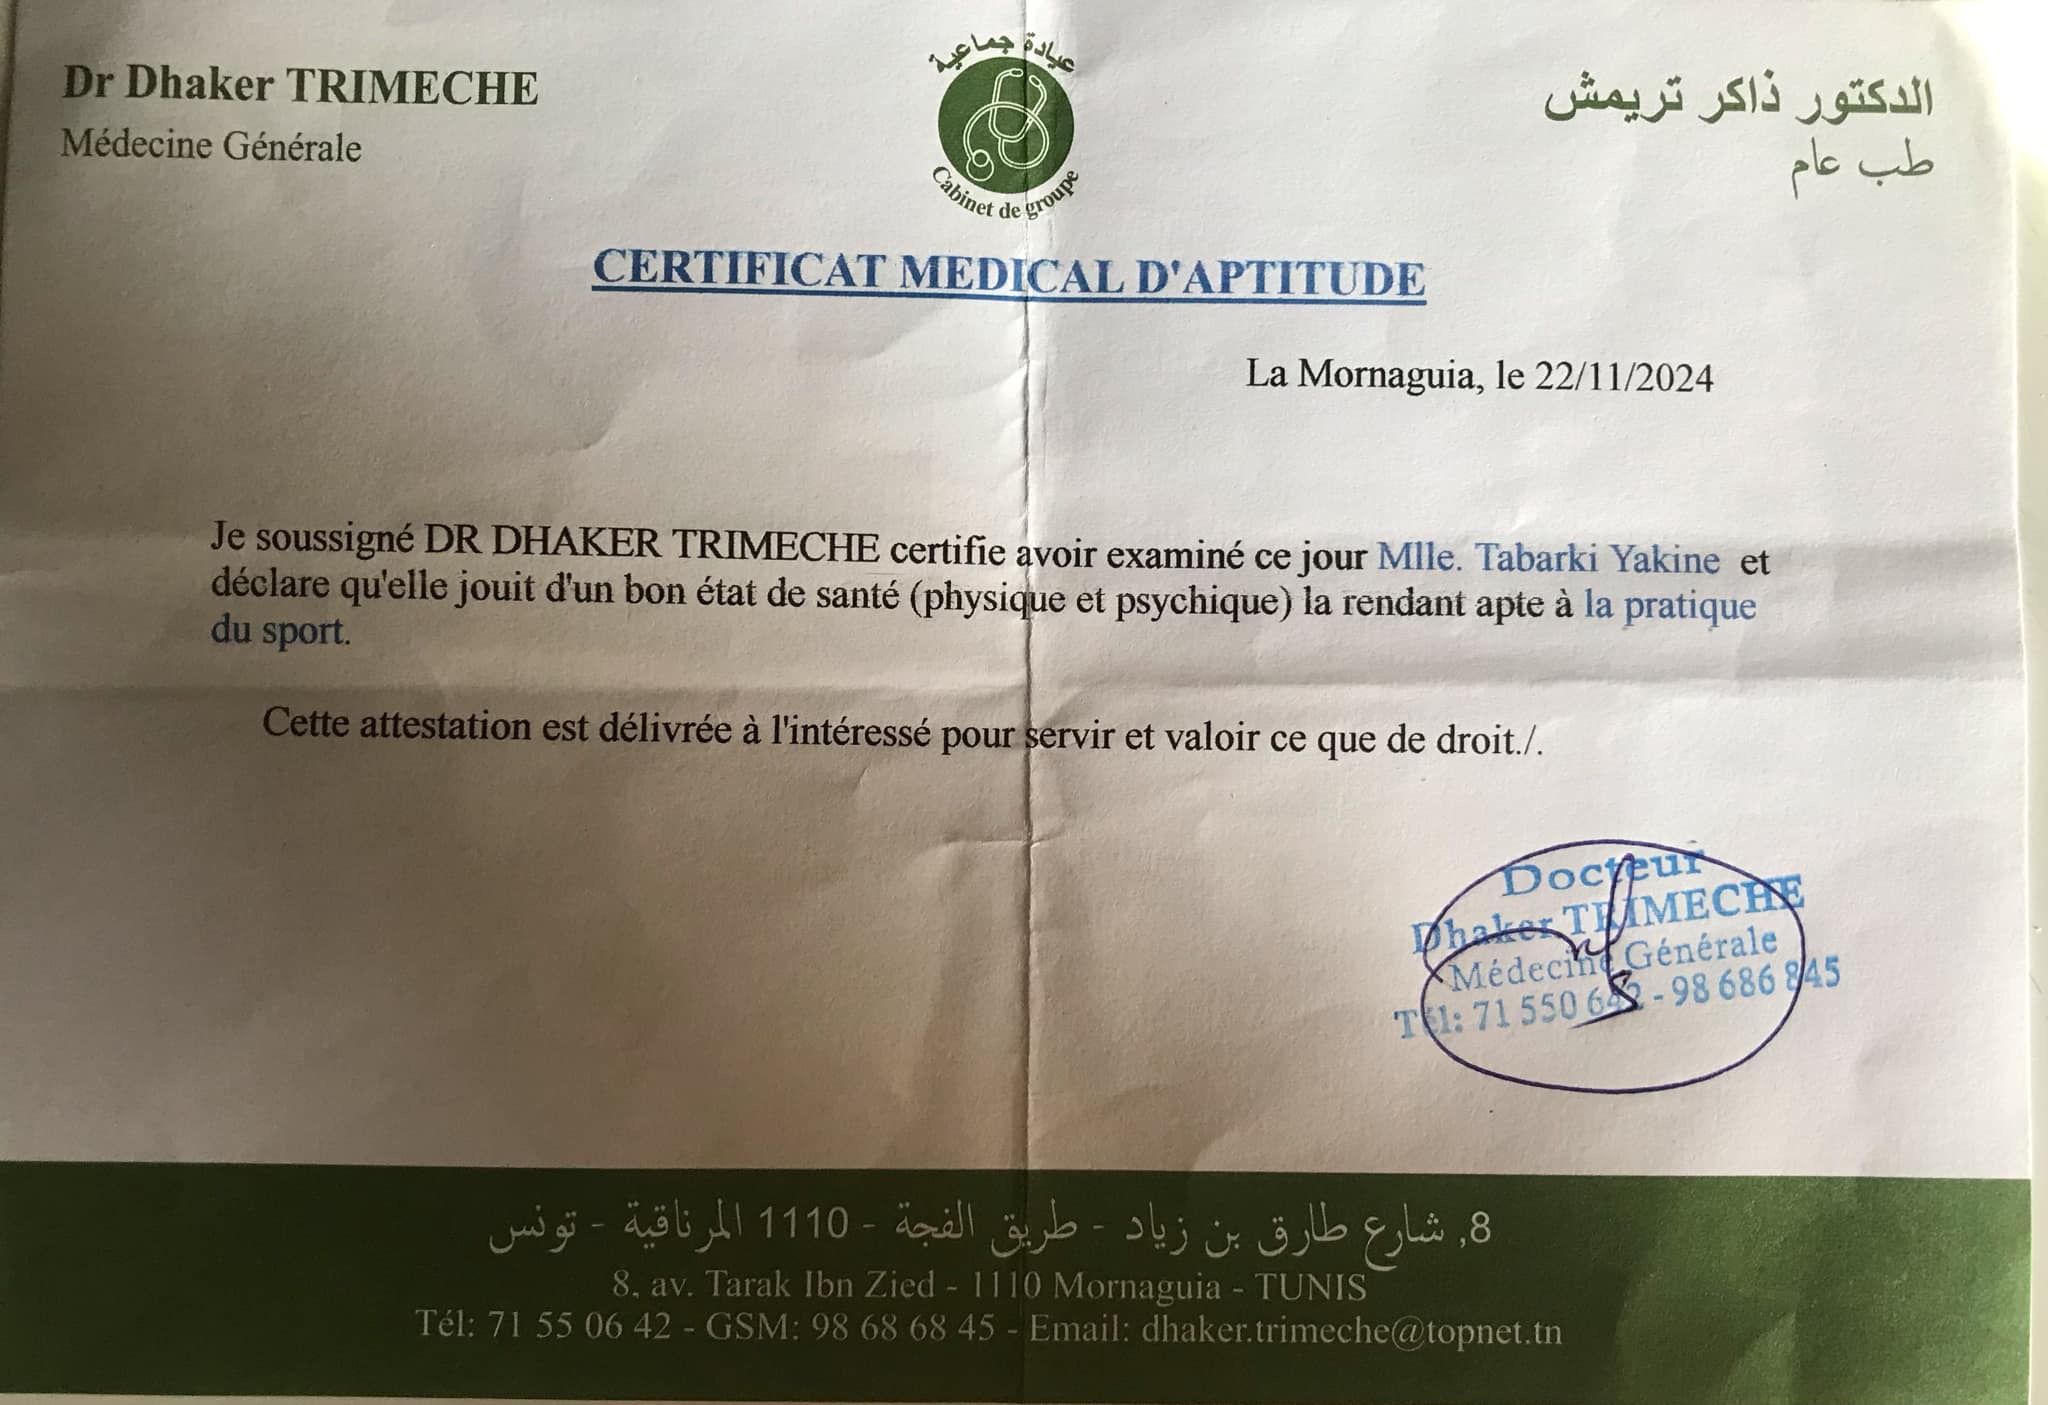 Dr Dhaker TRIMECHE
Médecine Générale
عيادة جماعية
Cabinet de groupe
الدكتور ذاكر تريمش
طب عام
CERTIFICAT MEDICAL D'APTITUDE
La Mornaguia, le 22/11/2024
Je soussigné DR DHAKER TRIMECHE certifie avoir examiné ce jour Mlle. Tabarki Yakine et
déclare qu'elle jouit d'un bon état de santé (physique et psychique) la rendant apte à la pratique
du sport.
Cette attestation est délivrée à l'intéressé pour servir et valoir ce que de droit./.
Docteur
Dhaker TRIMECHE
Médecine Générale
Tél: 71 550 642 - 98 686 845
8, شارع طارق بن زياد - طريق الفجة - 1110 المرناقية - تونس
8, av. Tarak Ibn Zied - 1110 Mornaguia - TUNIS
Tél: 71 55 06 42 - GSM: 98 68 68 45 - Email: dhaker.trimeche@topnet.tn